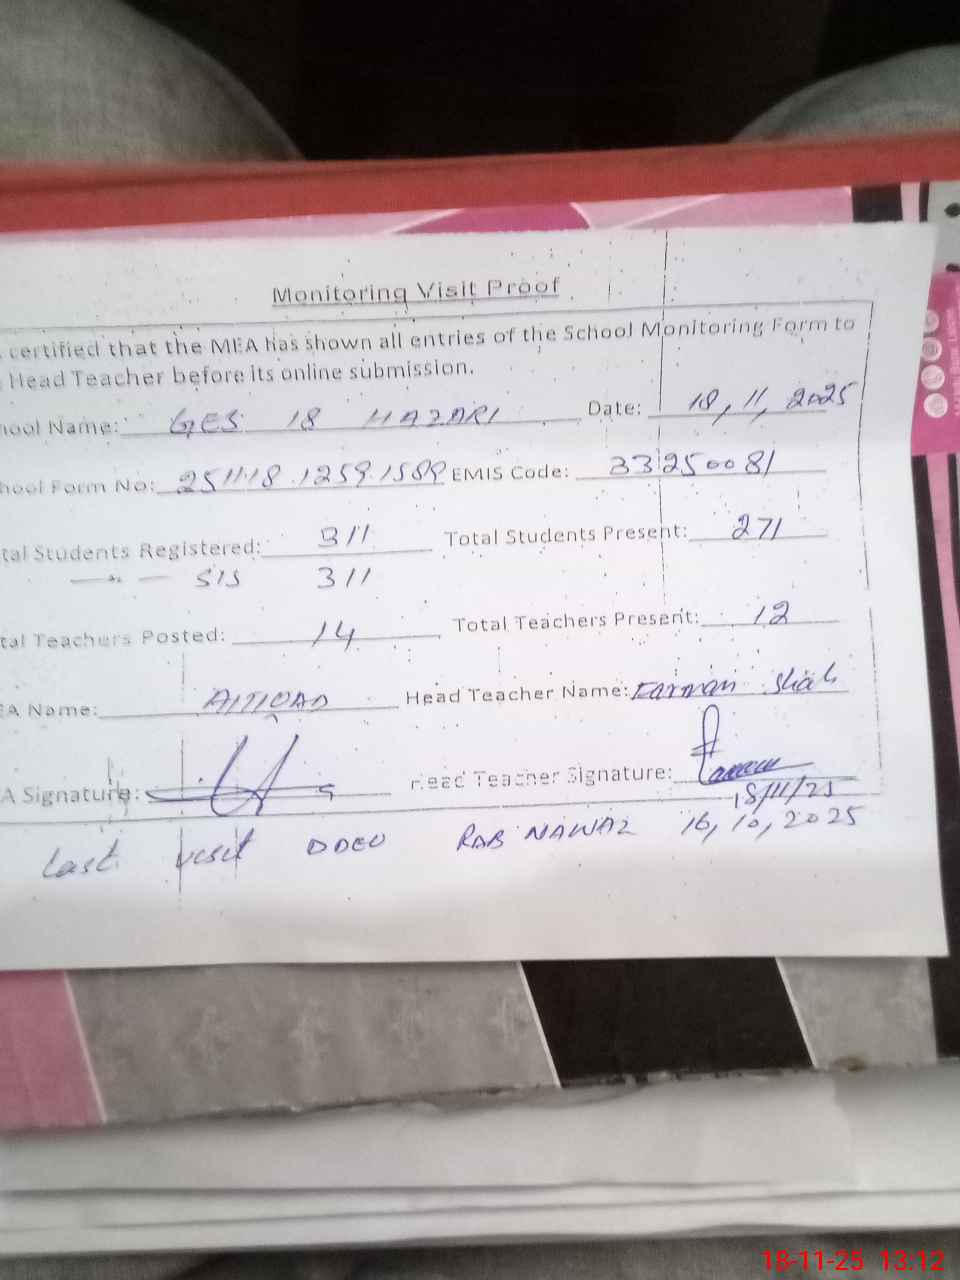 Monitoring Visit Proof
certified that the MEA has shown all entries of the School Monitoring Form to
Head Teacher before its online submission.
hool Name: GES 18 HAZARI Date: 18, 11, 2025
hool Form No: 251118.1259.1589 EMIS Code: 33250081
tal Students Registered: 311 Total Students Present: 271
SIS 311
tal Teachers Posted: 14 Total Teachers Present: 12
EA Name: Head Teacher Name: Farman Shah
A Signature: Head Teacher Signature:
18/11/25
Last visit DDEO RAB NAWAZ 16, 10, 2025
18-11-25 13:12